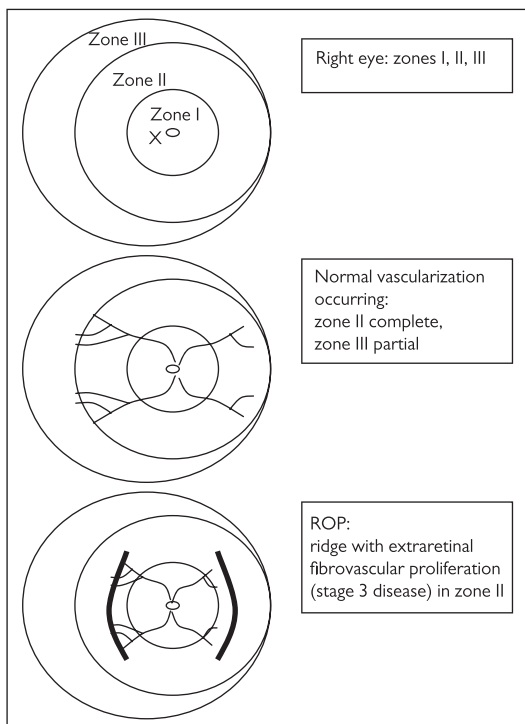 Zone III
Zone II
Zone I
X
Right eye: zones I, II, III
Normal vascularization
occurring:
zone II complete,
zone III partial
ROP:
ridge with extraretinal
fibrovascular proliferation
(stage 3 disease) in zone II